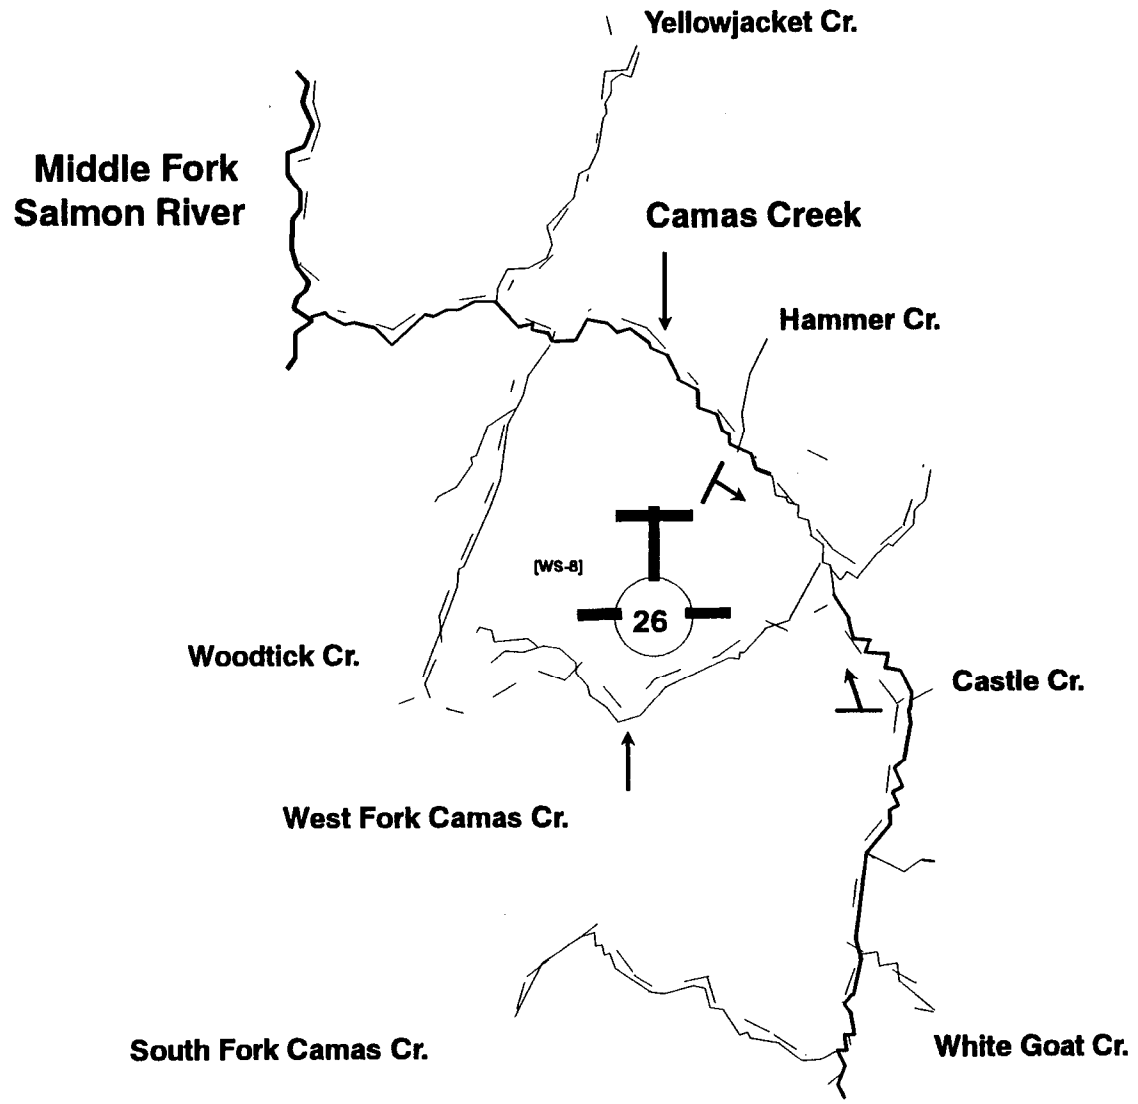 Yellowjacket Cr.
Middle Fork
Salmon River
Camas Creek
Hammer Cr.
[WS-8]
26
Woodtick Cr.
Castle Cr.
West Fork Camas Cr.
South Fork Camas Cr.
White Goat Cr.